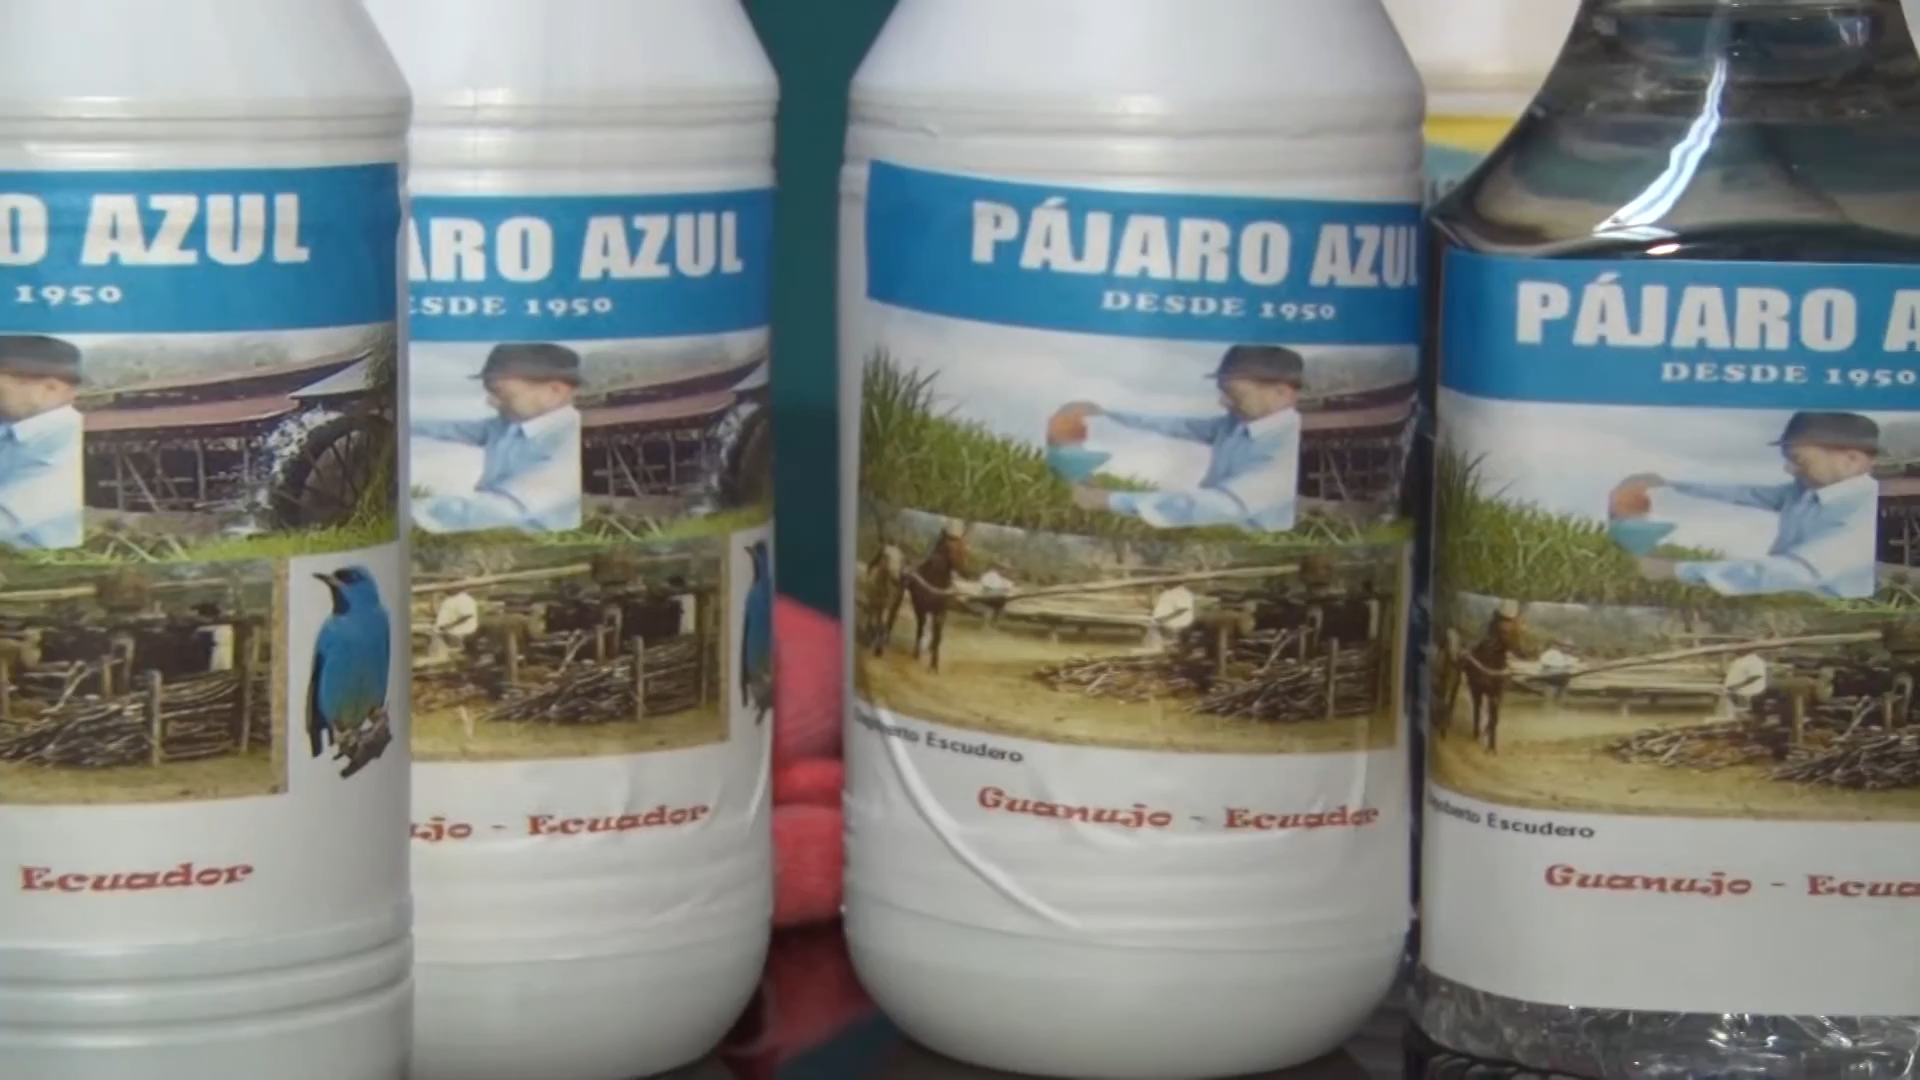 O AZUL
1950
Ecuador
ARO AZUL
ESDE 1950
ujo - Ecuador
PÁJARO AZUL
DESDE 1950
Escudero
Guanujo - Ecuador
PÁJARO A
DESDE 1950
Escudero
Guanujo - Ecua